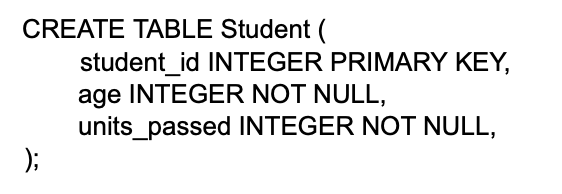 CREATE TABLE Student (
student_id INTEGER PRIMARY KEY,
age INTEGER NOT NULL,
units_passed INTEGER NOT NULL,
);